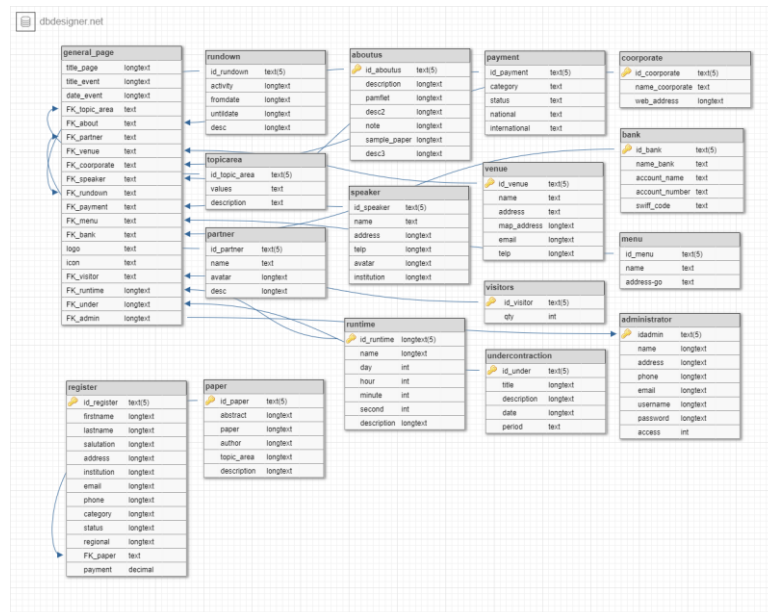 dbdesigner.net
general_page
title_page longtext
title_event longtext
date_event longtext
FK_topic_area text
FK_about text
FK_partner text
FK_venue text
FK_coorporate text
FK_speaker text
FK_rundown text
FK_payment text
FK_menu text
FK_bank text
logo text
icon text
FK_visitor text
FK_runtime text
FK_under text
FK_admin text
rundown
id_rundown text(5)
activity longtext
fromdate longtext
untildate longtext
desc longtext
aboutus
id_aboutus text(5)
description longtext
pamflet longtext
desc2 longtext
note longtext
sample_paper longtext
desc3 longtext
payment
id_payment text(5)
category text
status text
national text
international text
coorporate
id_coorporate text(5)
name_coorporate text
web_address longtext
topicarea
id_topic_area text(5)
values text
description text
bank
id_bank text(5)
name_bank text
account_name text
account_number text
swiff_code text
speaker
id_speaker text(5)
name text
address longtext
telp longtext
avatar longtext
institution longtext
venue
id_venue text(5)
name text
address text
map_address longtext
email longtext
telp longtext
partner
id_partner text(5)
name text
avatar longtext
desc longtext
menu
id_menu text(5)
name text
address-go text
visitors
id_visitor text(5)
qty int
runtime
id_runtime longtext(5)
name longtext
day int
hour int
minute int
second int
description longtext
undercontraction
id_under text(5)
title longtext
description longtext
date longtext
period text
administrator
idadmin text(5)
name longtext
address longtext
phone longtext
email longtext
username longtext
password longtext
access int
register
id_register text(5)
firstname longtext
lastname longtext
salutation longtext
address longtext
institution longtext
email longtext
phone longtext
category longtext
status longtext
regional longtext
FK_paper text
payment decimal
paper
id_paper text(5)
abstract longtext
paper longtext
author longtext
topic_area longtext
description longtext